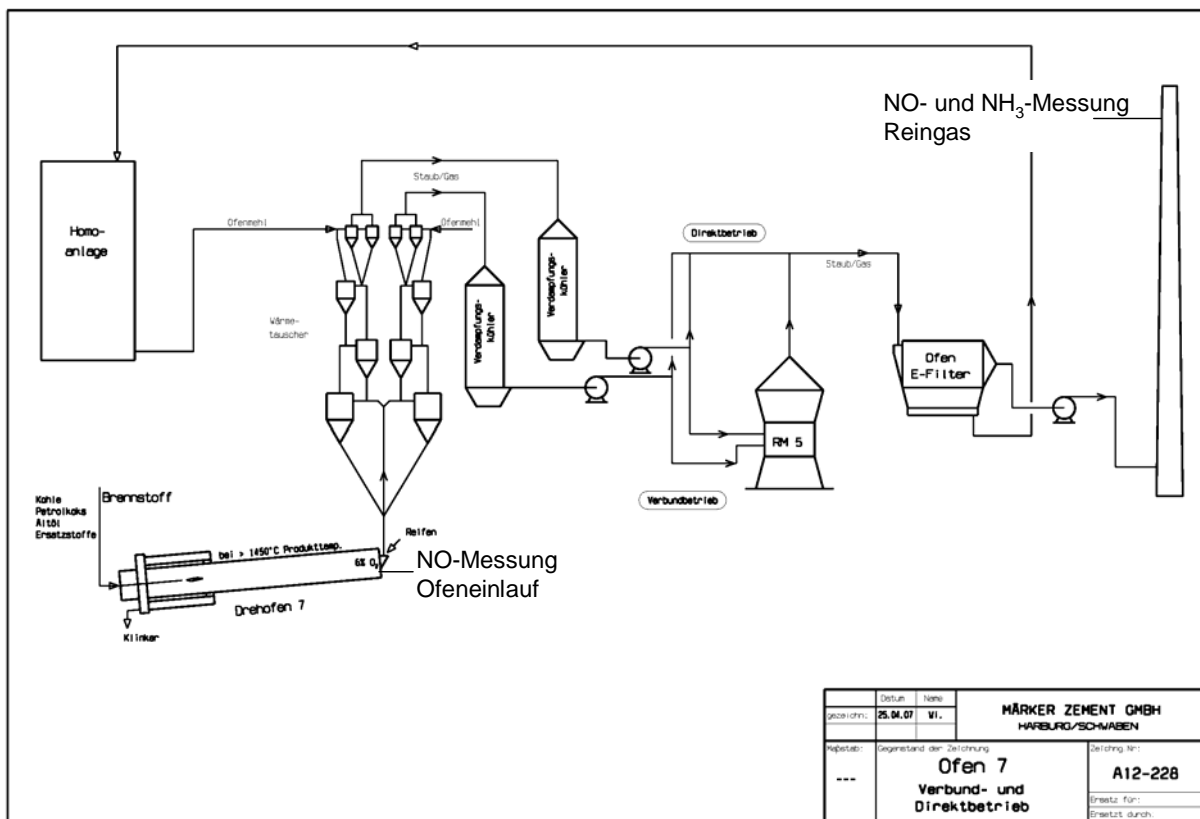 NO- und NH3-Messung
Reingas
Staub/Gas
Homo-
anlage
Ofenmehl
Ofenmehl
Direktbetrieb
Verdampfungs-
kühler
Verdampfungs-
kühler
Staub/Gas
Wärme-
tauscher
Ofen
E-Filter
RM 5
Verbundbetrieb
Brennstoff
Kohle
Petrolkoks
Altöl
Ersatzstoffe
Reifen
bei > 1450°C Produkttemp.
6% O2
NO-Messung
Ofeneinlauf
Drehofen 7
Klinker
Datum Name
gezeichn: 25.04.07 Wi.
MÄRKER ZEMENT GMBH
HARBURG/SCHWABEN
Maßstab:
---
Gegenstand der Zeichnung
Ofen 7
Verbund- und
Direktbetrieb
Zeichng.Nr:
A12-228
Ersatz für:
Ersetzt durch.